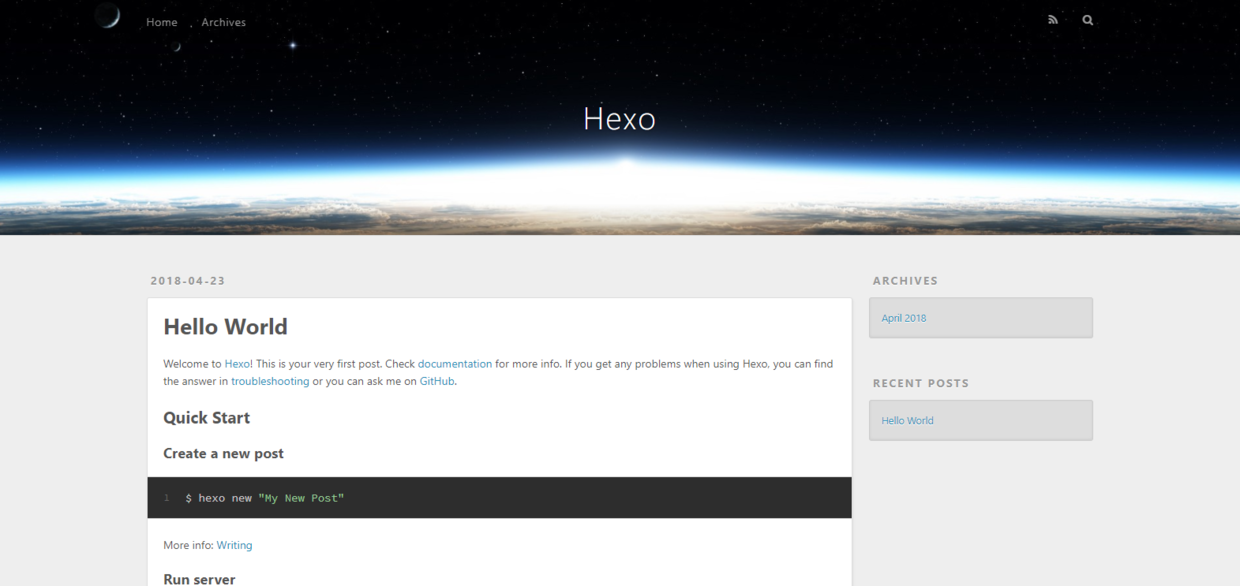 Home Archives
Hexo
2018-04-23
Hello World
Welcome to Hexo! This is your very first post. Check documentation for more info. If you get any problems when using Hexo, you can find
the answer in troubleshooting or you can ask me on GitHub.
Quick Start
Create a new post
1 $ hexo new "My New Post"
More info: Writing
Run server
ARCHIVES
April 2018
RECENT POSTS
Hello World